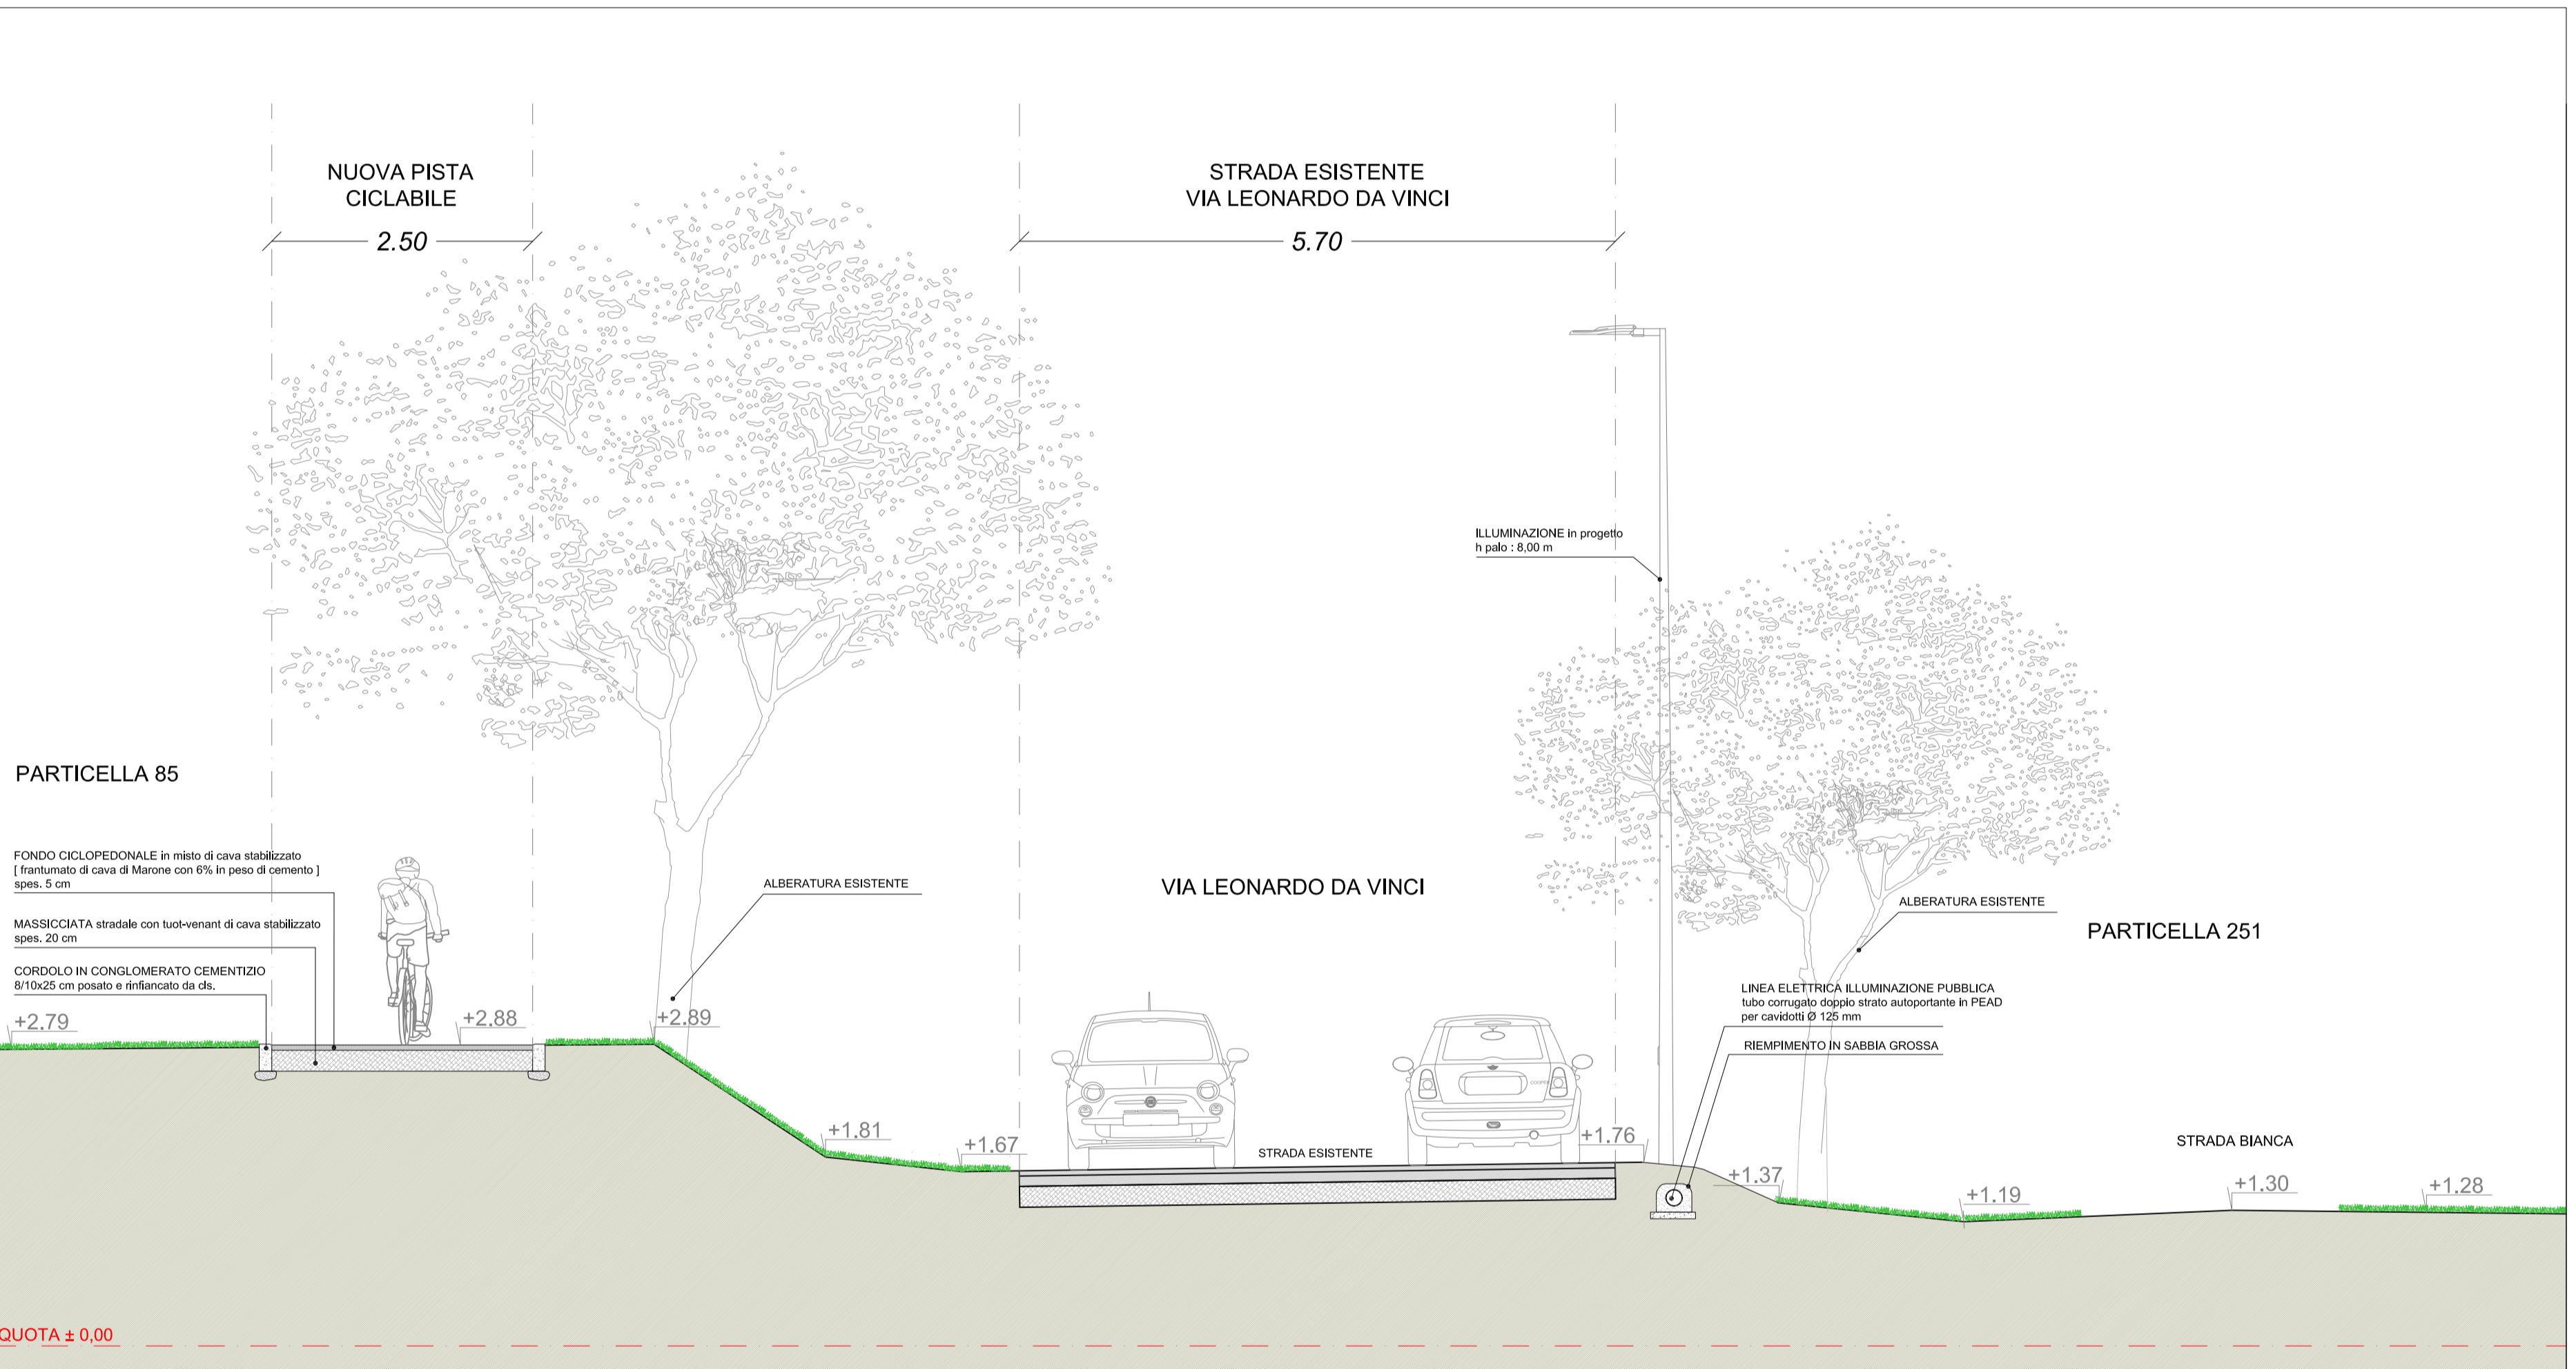 NUOVA PISTA
CICLABILE
2.50
STRADA ESISTENTE
VIA LEONARDO DA VINCI
5.70
ILLUMINAZIONE in progetto
h palo : 8,00 m
PARTICELLA 85
FONDO CICLOPEDONALE in misto di cava stabilizzato
[ frantumato di cava di Marone con 6% in peso di cemento ]
spes. 5 cm
MASSICCIATA stradale con tuot-venant di cava stabilizzato
spes. 20 cm
CORDOLO IN CONGLOMERATO CEMENTIZIO
8/10x25 cm posato e rinfiancato da cls.
ALBERATURA ESISTENTE
VIA LEONARDO DA VINCI
ALBERATURA ESISTENTE
PARTICELLA 251
LINEA ELETTRICA ILLUMINAZIONE PUBBLICA
tubo corrugato doppio strato autoportante in PEAD
per cavidotti Ø 125 mm
RIEMPIMENTO IN SABBIA GROSSA
+2.79
+2.88
+2.89
+1.81
+1.67
STRADA ESISTENTE
COOPER
+1.76
+1.37
+1.19
STRADA BIANCA
+1.30
+1.28
QUOTA ± 0,00